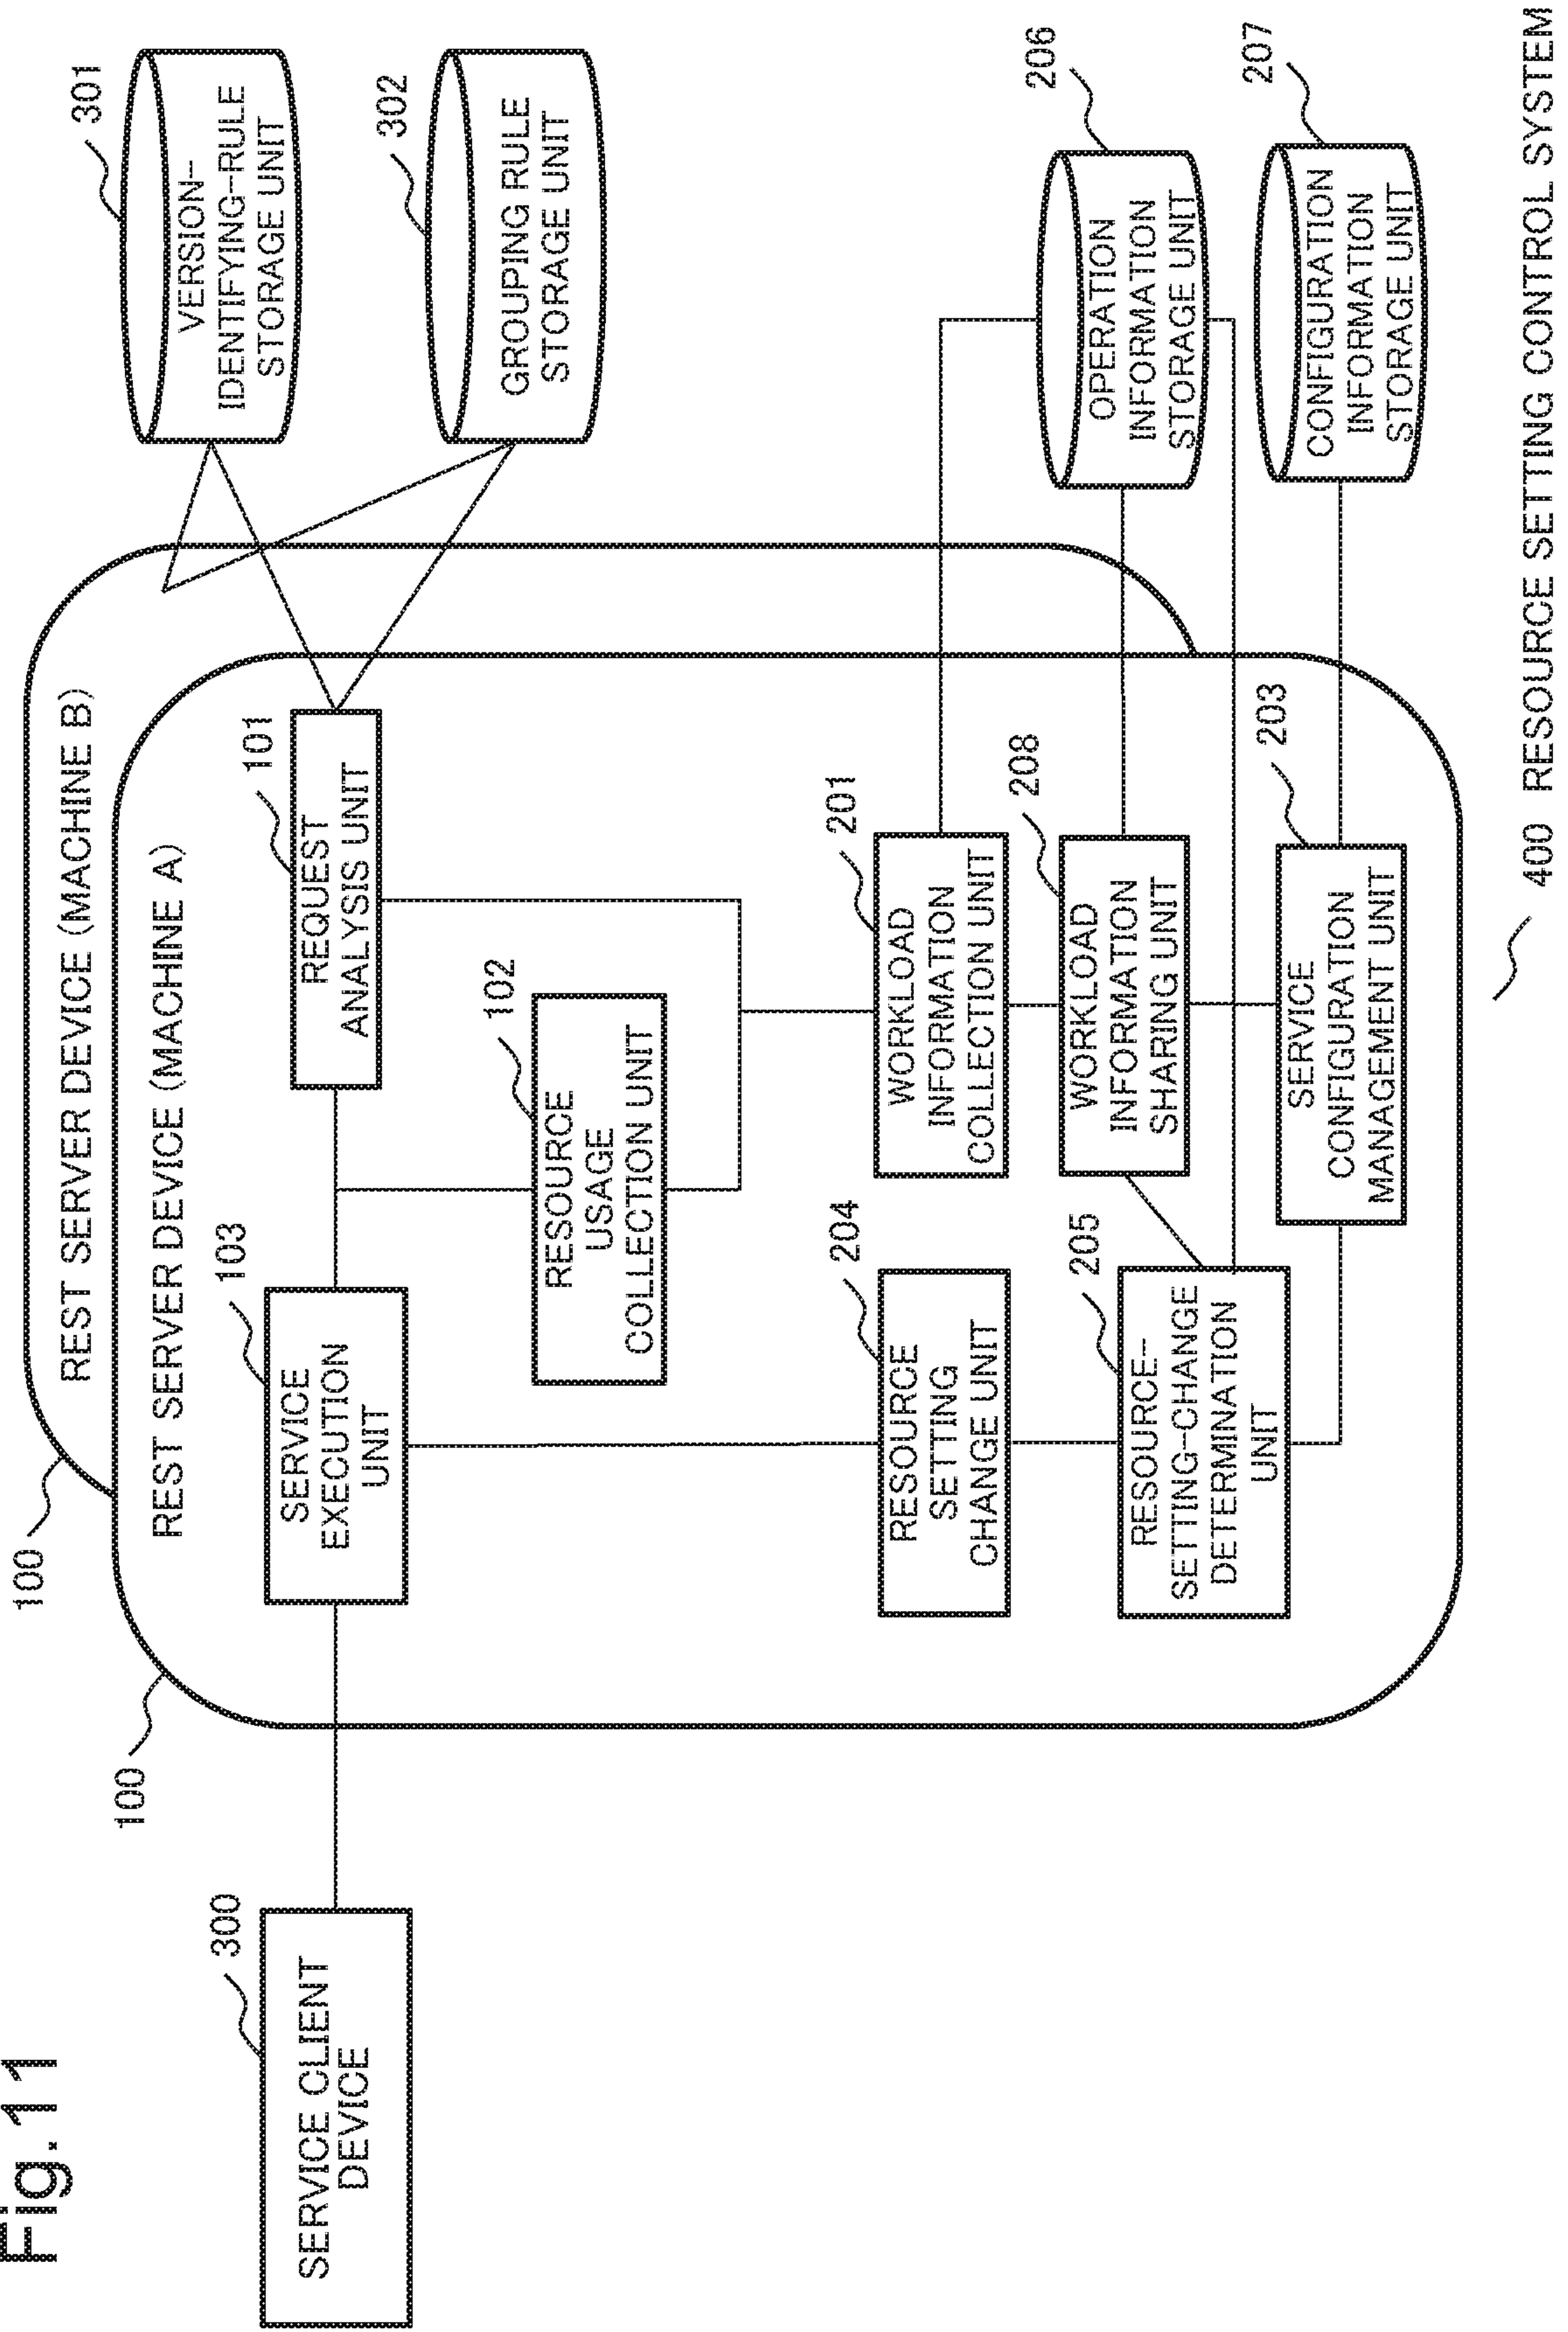 Fig.11
100
REST SERVER DEVICE (MACHINE B)
100
REST SERVER DEVICE (MACHINE A)
300
SERVICE CLIENT
DEVICE
103
SERVICE
EXECUTION
UNIT
101
REQUEST
ANALYSIS UNIT
102
RESOURCE
USAGE
COLLECTION UNIT
301
VERSION-
IDENTIFYING-RULE
STORAGE UNIT
302
GROUPING RULE
STORAGE UNIT
204
RESOURCE
SETTING
CHANGE UNIT
201
WORKLOAD
INFORMATION
COLLECTION UNIT
205
RESOURCE-
SETTING-CHANGE
DETERMINATION
UNIT
208
WORKLOAD
INFORMATION
SHARING UNIT
206
OPERATION
INFORMATION
STORAGE UNIT
203
SERVICE
CONFIGURATION
MANAGEMENT UNIT
207
CONFIGURATION
INFORMATION
STORAGE UNIT
400 RESOURCE SETTING CONTROL SYSTEM